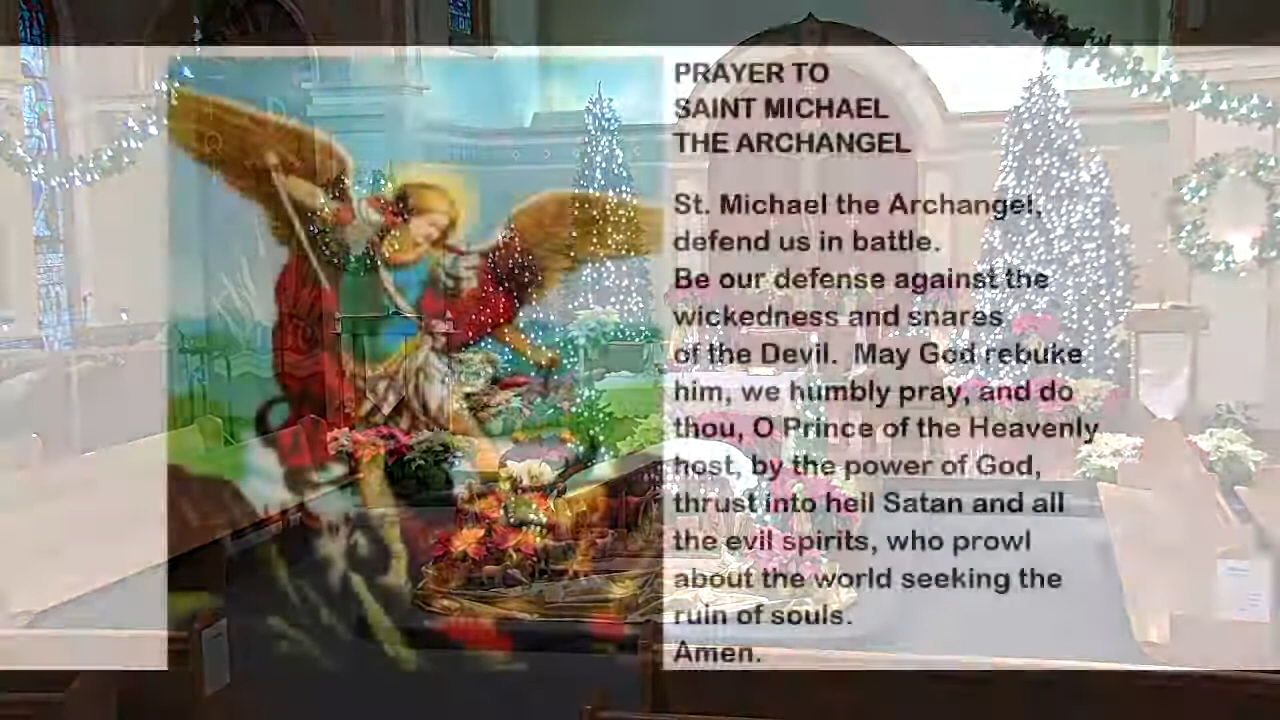 PRAYER TO
SAINT MICHAEL
THE ARCHANGEL
St. Michael the Archangel,
defend us in battle.
Be our defense against the
wickedness and snares
of the Devil. May God rebuke
him, we humbly pray, and do
thou, O Prince of the Heavenly
host, by the power of God,
thrust into hell Satan and all
the evil spirits, who prowl
about the world seeking the
ruin of souls.
Amen.